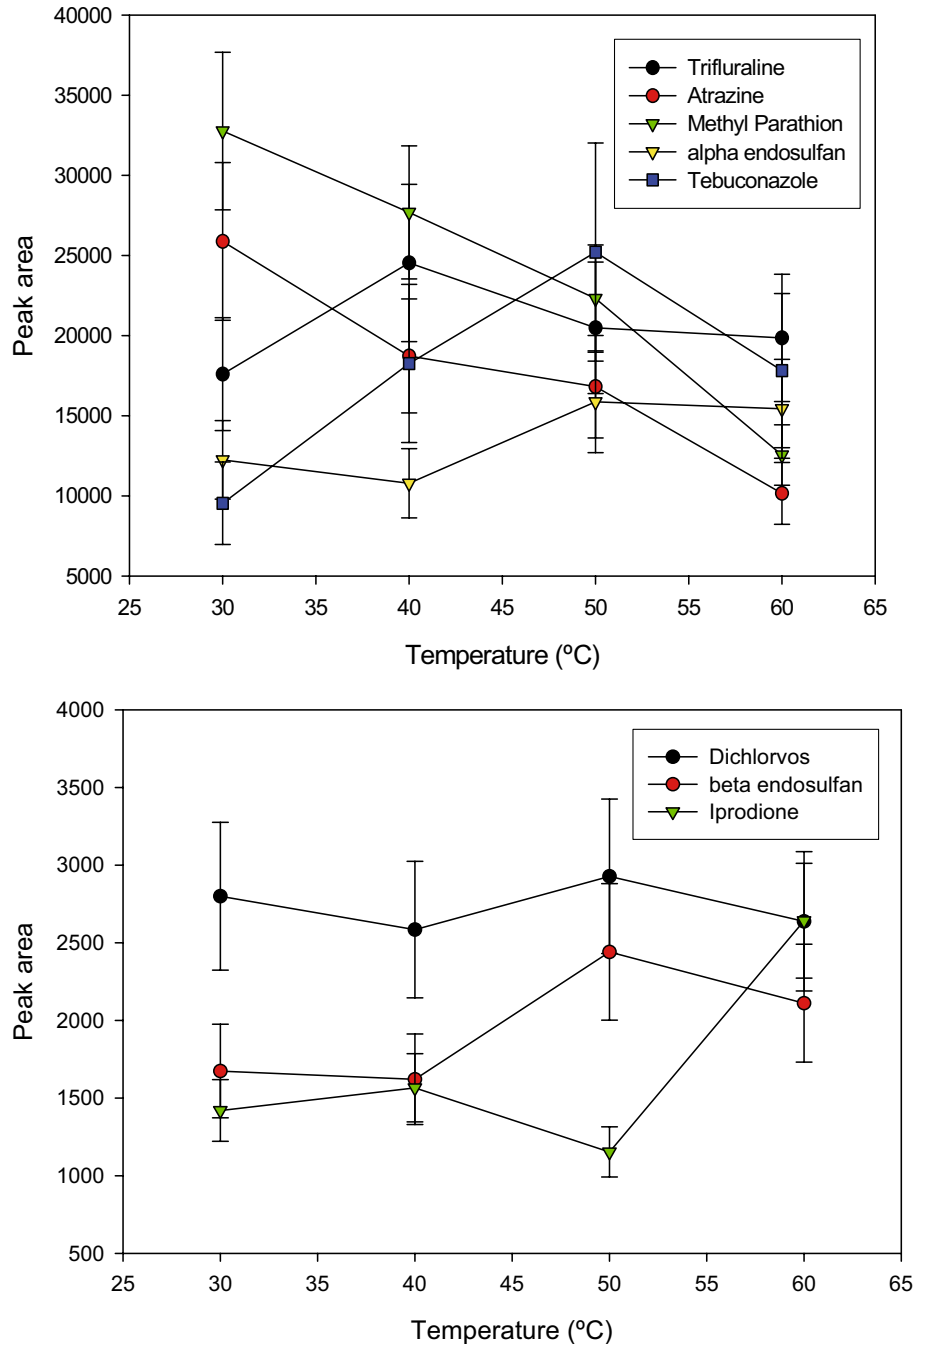 40000
35000
30000
25000
20000
15000
10000
5000
Peak area
Trifluraline
Atrazine
Methyl Parathion
alpha endosulfan
Tebuconazole
25 30 35 40 45 50 55 60 65
Temperature (ºC)
4000
3500
3000
2500
2000
1500
1000
500
Peak area
Dichlorvos
beta endosulfan
Iprodione
25 30 35 40 45 50 55 60 65
Temperature (ºC)